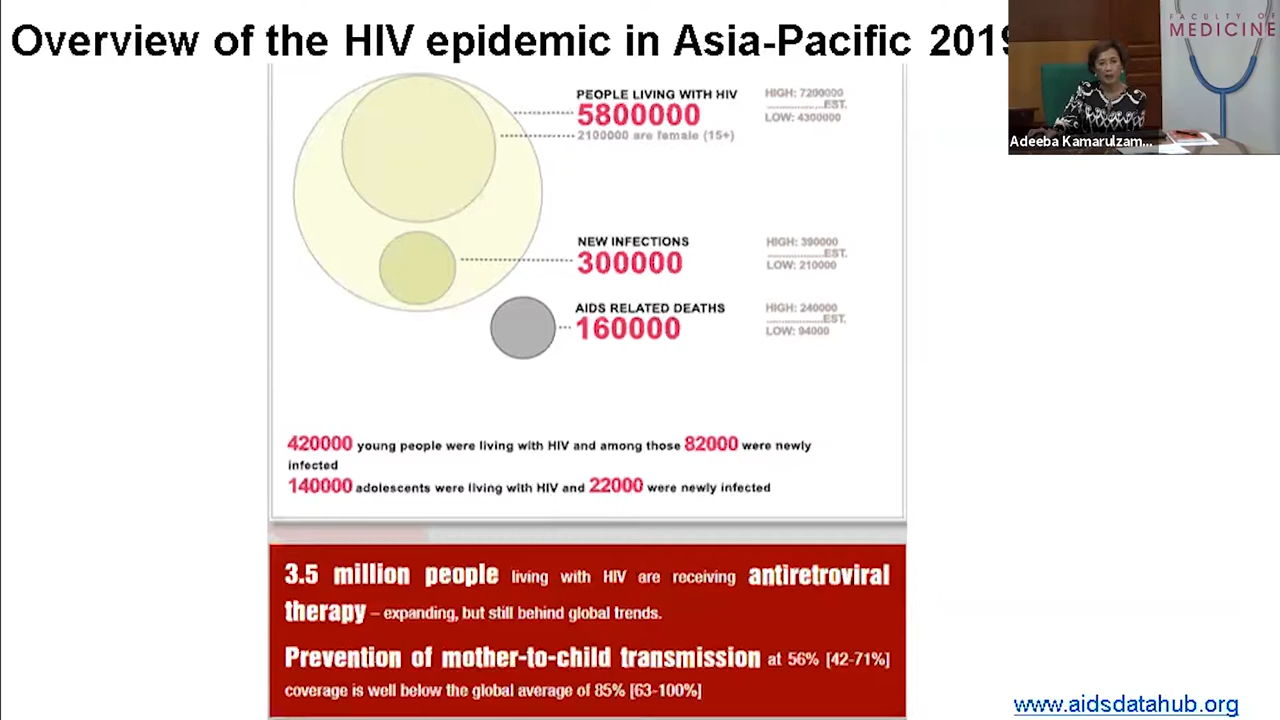 Overview of the HIV epidemic in Asia-Pacific 2019
FACULTY OF
MEDICINE
Adeeba Kamarulzam...
PEOPLE LIVING WITH HIV
5800000
2100000 are female (15+)
HIGH: 7200000
EST.
LOW: 4300000
NEW INFECTIONS
300000
HIGH: 390000
EST.
LOW: 210000
AIDS RELATED DEATHS
160000
HIGH: 240000
EST.
LOW: 94000
420000 young people were living with HIV and among those 82000 were newly
infected
140000 adolescents were living with HIV and 22000 were newly infected
3.5 million people living with HIV are receiving antiretroviral
therapy – expanding, but still behind global trends.
Prevention of mother-to-child transmission at 56% [42-71%]
coverage is well below the global average of 85% [63-100%]
www.aidsdatahub.org